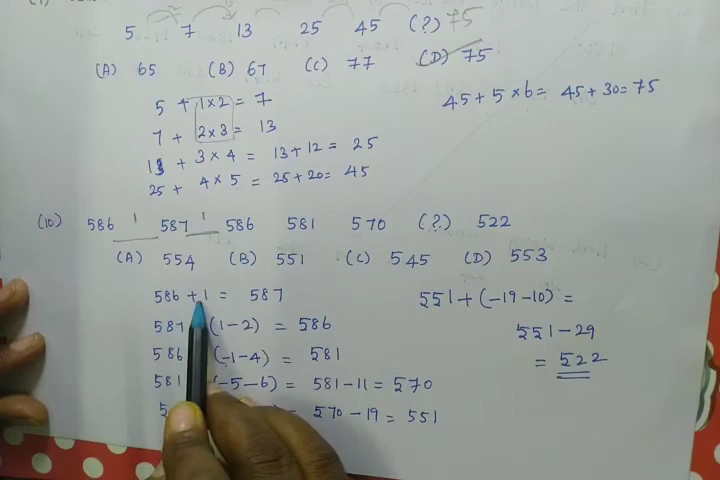 5 7 13 25 45 (?) 75
(A) 65 (B) 67 (C) 77 (D) 75
5 + 1×2 = 7
7 + 2×3 = 13
13 + 3×4 = 13+12 = 25
25 + 4×5 = 25+20= 45
45+5×6= 45+30=75
(10) 586 1 587 1 586 581 570 (?) 522
(A) 554 (B) 551 (C) 545 (D) 553
586 +1 = 587
587 (1-2) = 586
586 (-1-4) = 581
581 (-5-6) = 581-11=570
= 570-19 = 551
551+(-19-10)=
551-29
= 522